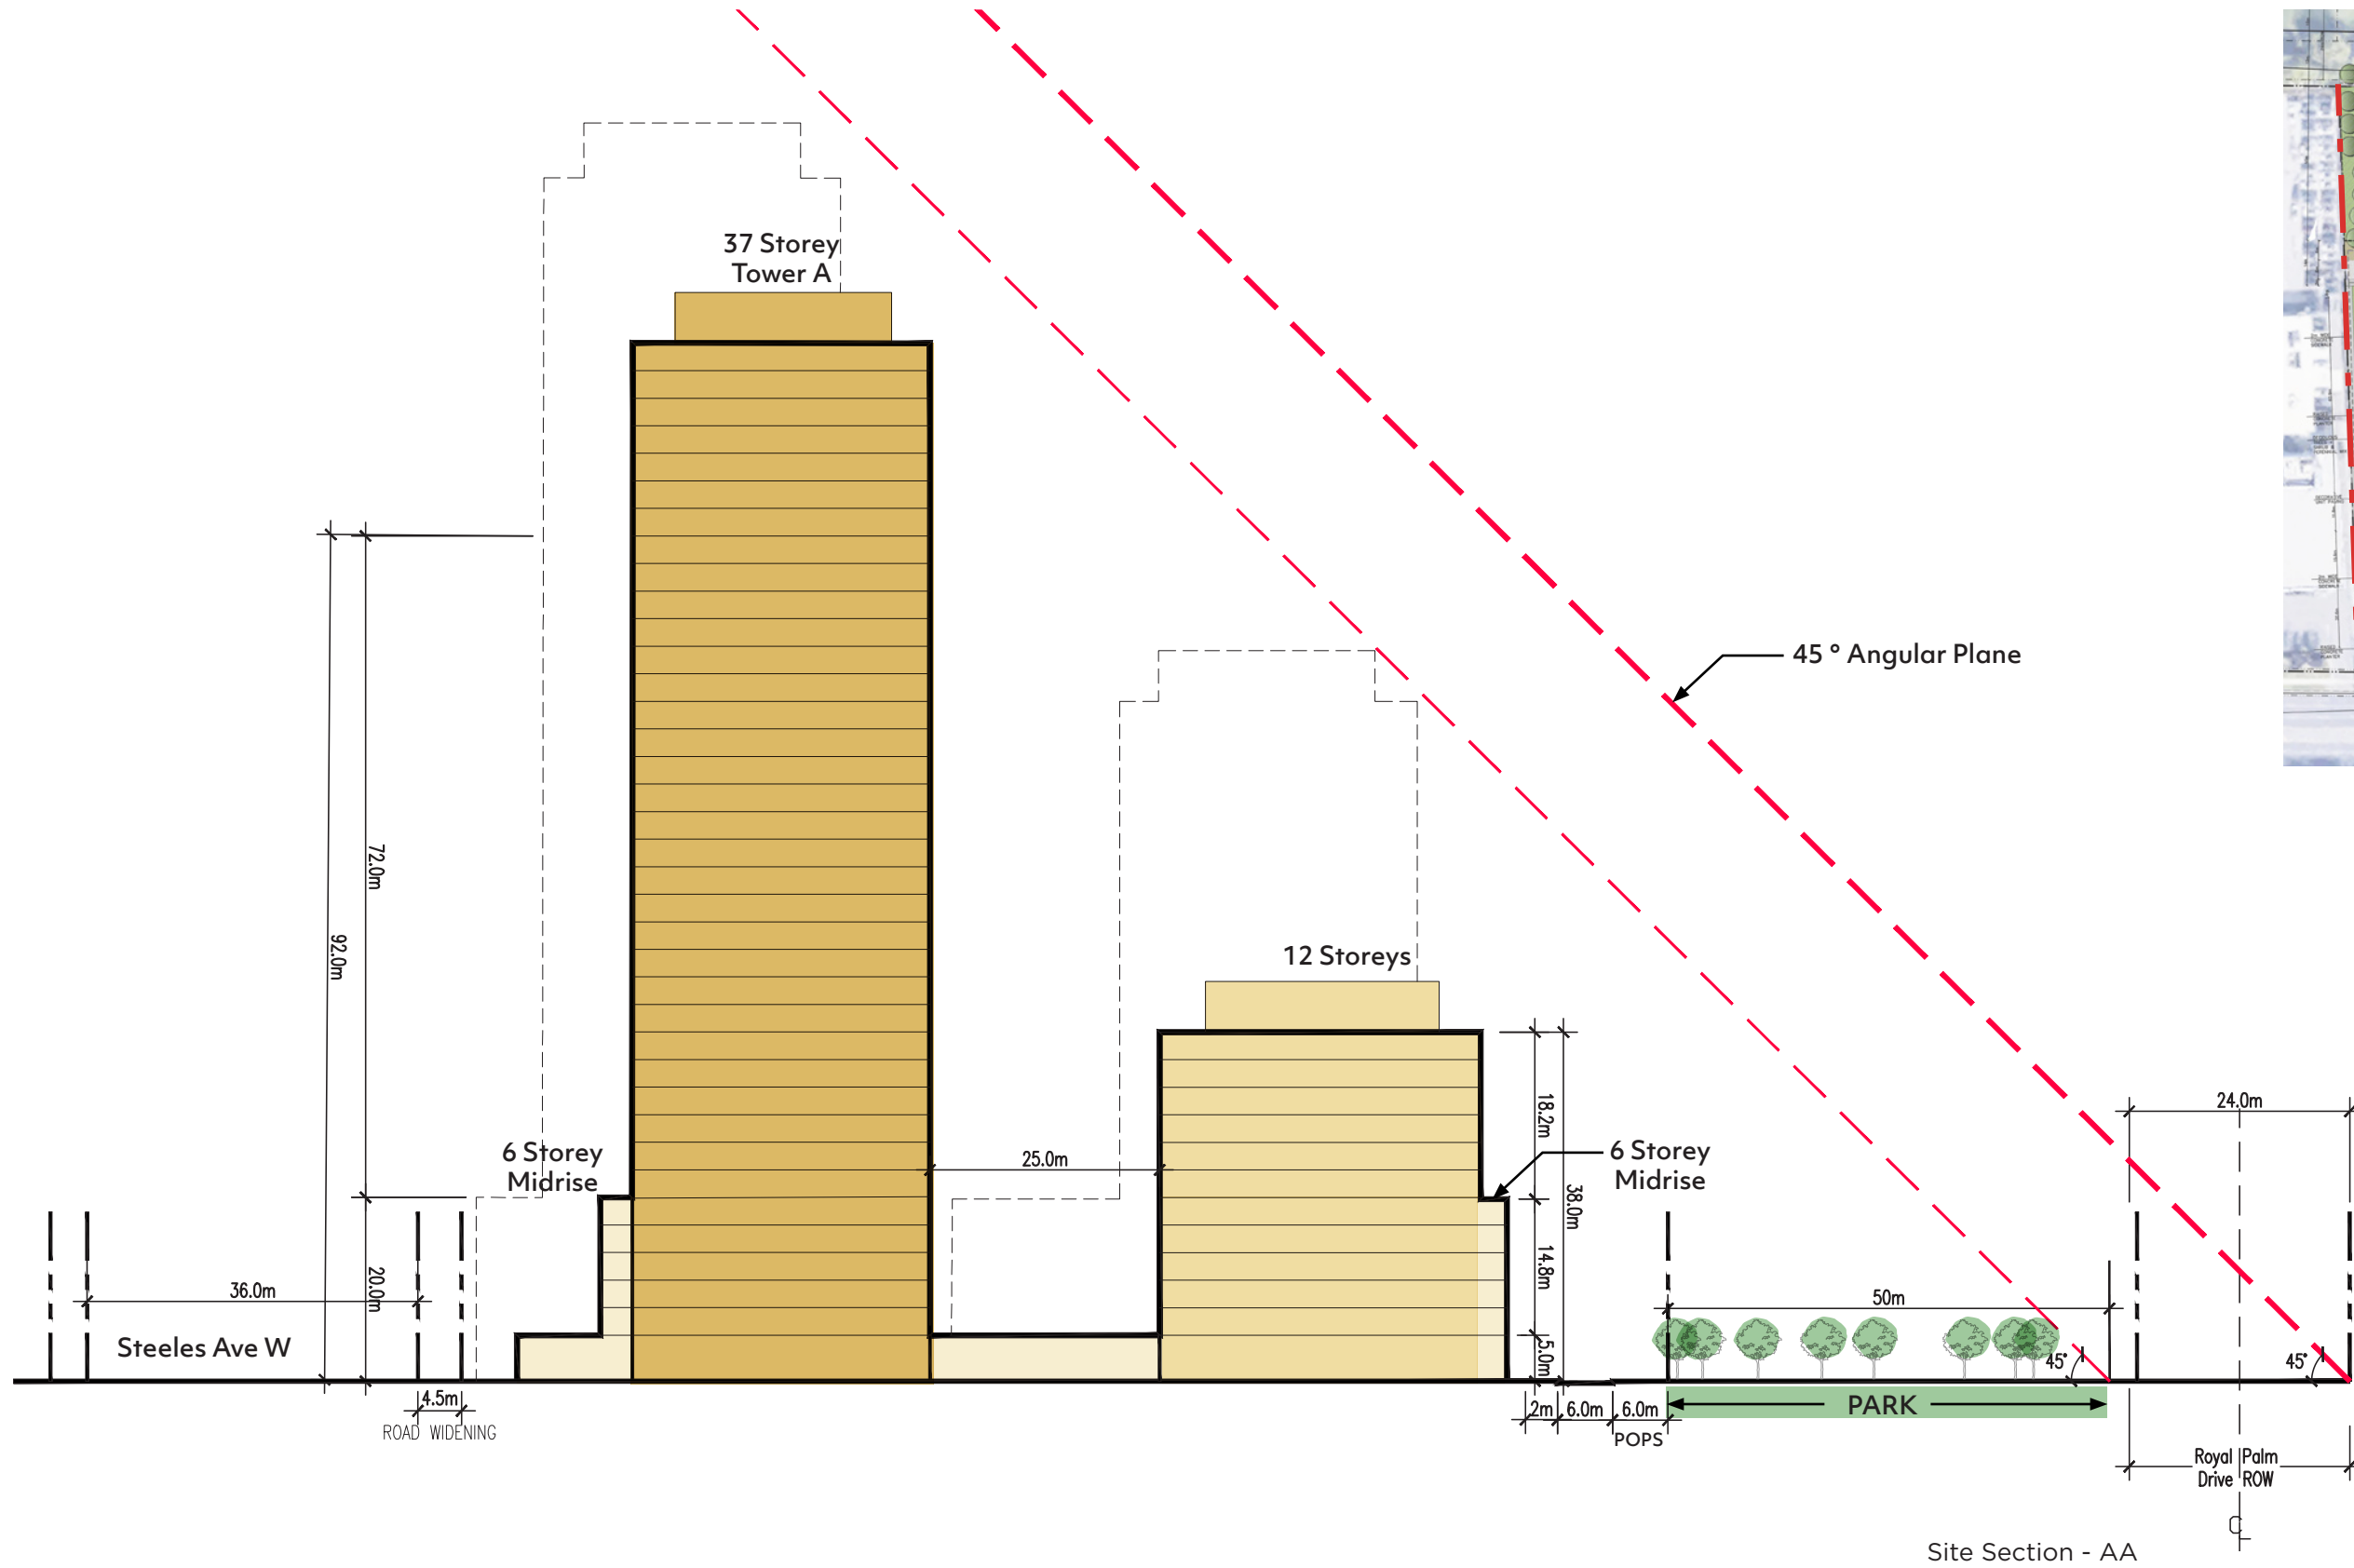 37 Storey
Tower A
45 ° Angular Plane
72.0m
92.0m
12 Storeys
18.2m
24.0m
6 Storey
Midrise
25.0m
6 Storey
Midrise
38.0m
14.8m
36.0m
20.0m
50m
Steeles Ave W
5.0m
45°
45°
4.5m
2m
6.0m
6.0m
PARK
ROAD WIDENING
POPS
Royal Palm
Drive ROW
Site Section - AA